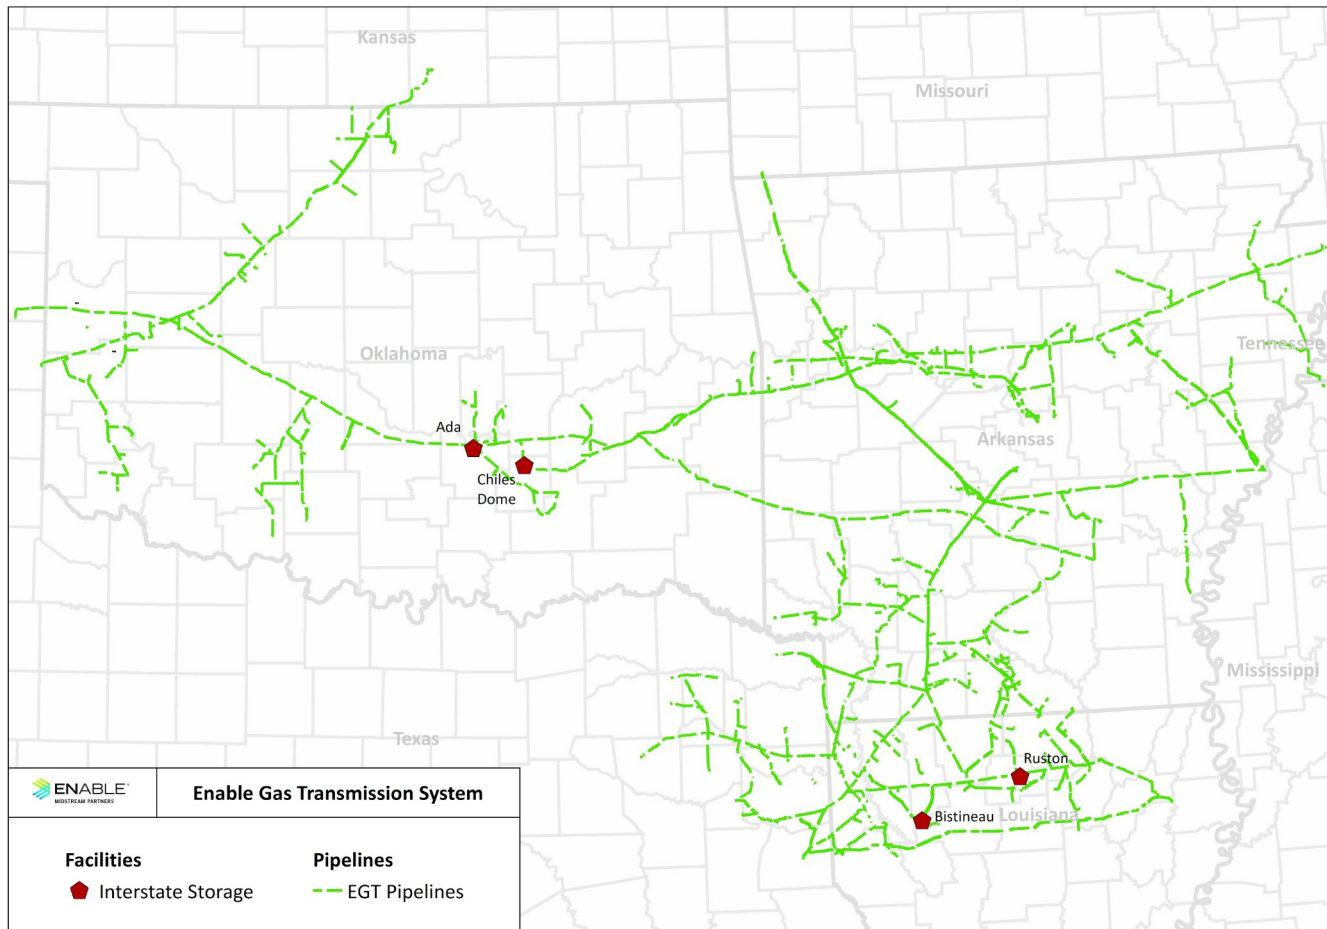 Kansas
Missouri
Oklahoma
Tennessee
Ada
Arkansas
Chiles
Dome
Mississippi
Texas
Ruston
Bistineau
Louisiana
ENABLE
MIDSTREAM PARTNERS
Enable Gas Transmission System
Facilities
Pipelines
Interstate Storage
EGT Pipelines